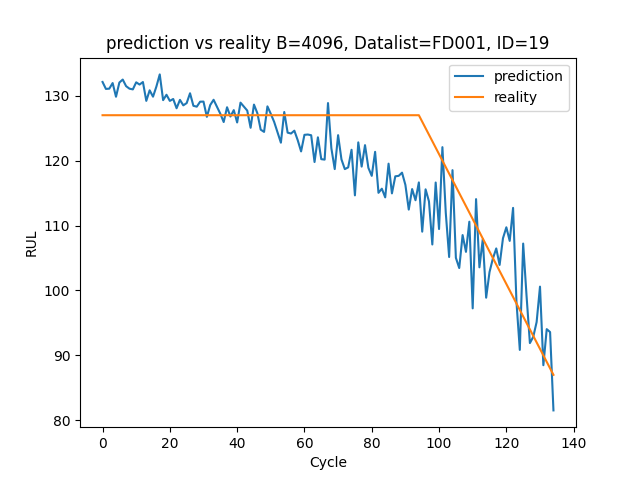 prediction vs reality B=4096, Datalist=FD001, ID=19
prediction
reality
RUL
130
120
110
100
90
80
0 20 40 60 80 100 120 140
Cycle